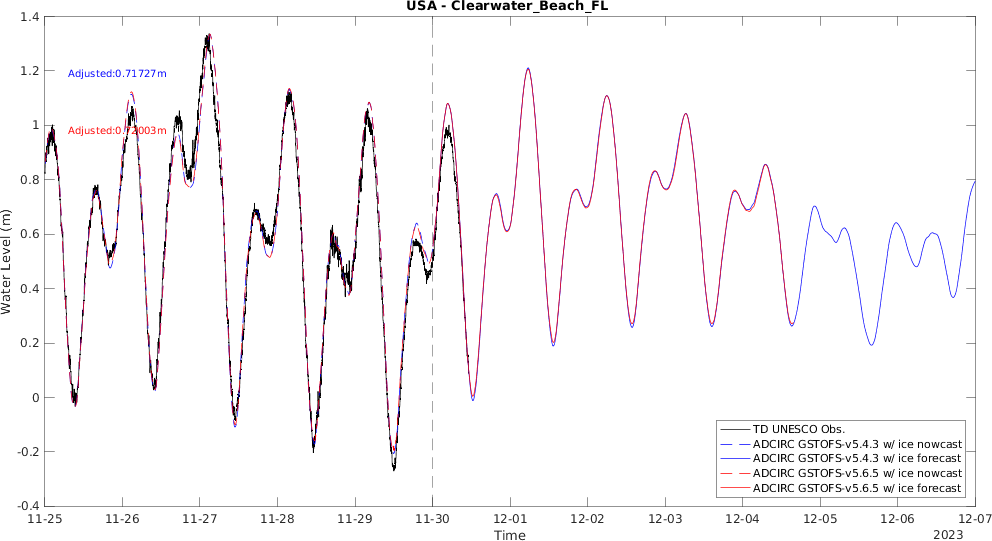 USA - Clearwater_Beach_FL
1.4
1.2
1
0.8
0.6
0.4
0.2
0
-0.2
-0.4
Water Level (m)
Adjusted:0.71727m
Adjusted:0.72003m
TD UNESCO Obs.
ADCIRC GSTOFS-v5.4.3 w/ ice nowcast
ADCIRC GSTOFS-v5.4.3 w/ ice forecast
ADCIRC GSTOFS-v5.6.5 w/ ice nowcast
ADCIRC GSTOFS-v5.6.5 w/ ice forecast
11-25 11-26 11-27 11-28 11-29 11-30 12-01 12-02 12-03 12-04 12-05 12-06 12-07
Time
2023